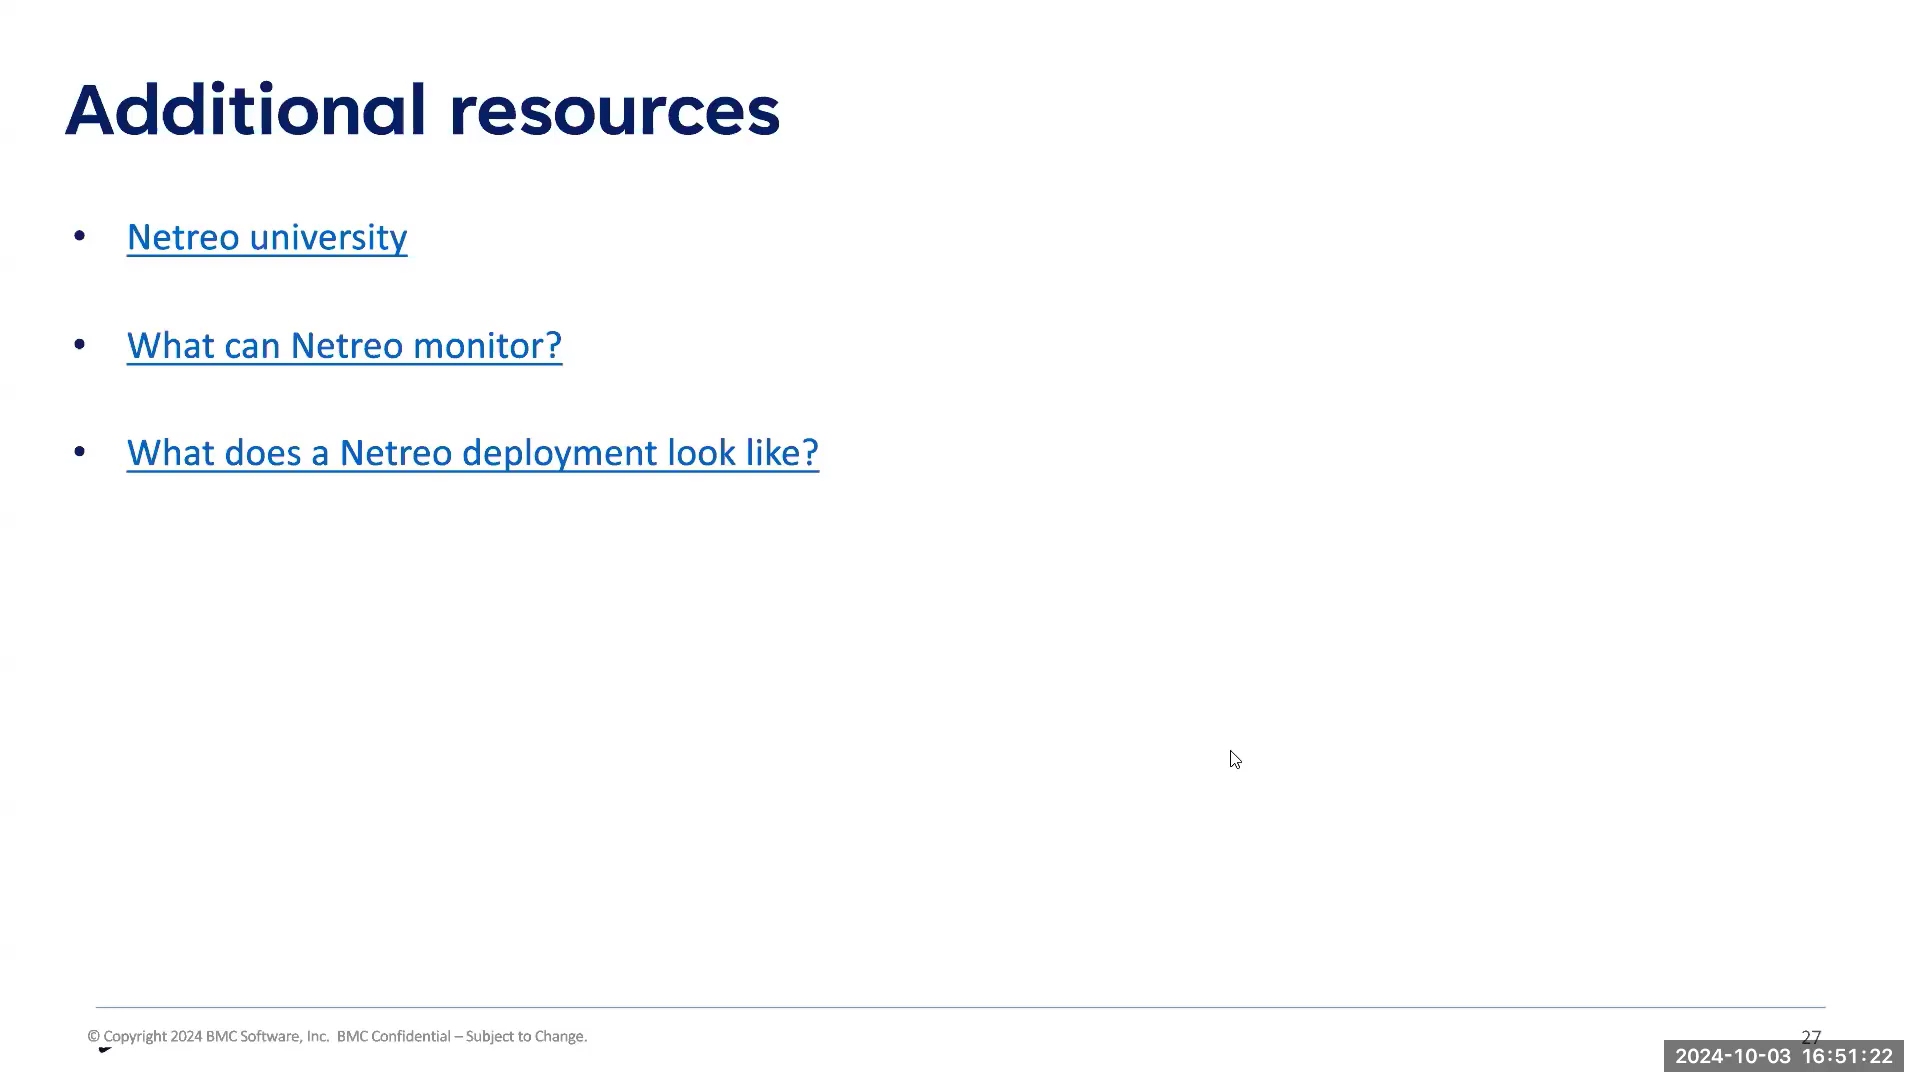 Additional resources
• Netreo university
• What can Netreo monitor?
• What does a Netreo deployment look like?
© Copyright 2024 BMC Software, Inc.  BMC Confidential – Subject to Change.
27
2024-10-03 16:51:22